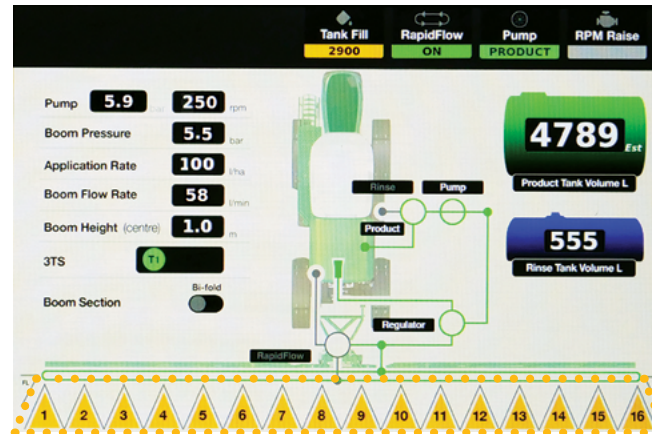 Tank Fill
2900
RapidFlow
ON
Pump
PRODUCT
RPM Raise
Pump 5.9 bar 250 rpm
Boom Pressure 5.5 bar
Application Rate 100 l/ha
Boom Flow Rate 58 l/min
Boom Height (centre) 1.0 m
3TS T1
Boom Section Bi-fold
Rinse
Pump
Product
Regulator
RapidFlow
4789 Est
Product Tank Volume L
555
Rinse Tank Volume L
FL
1 2 3 4 5 6 7 8 9 10 11 12 13 14 15 16